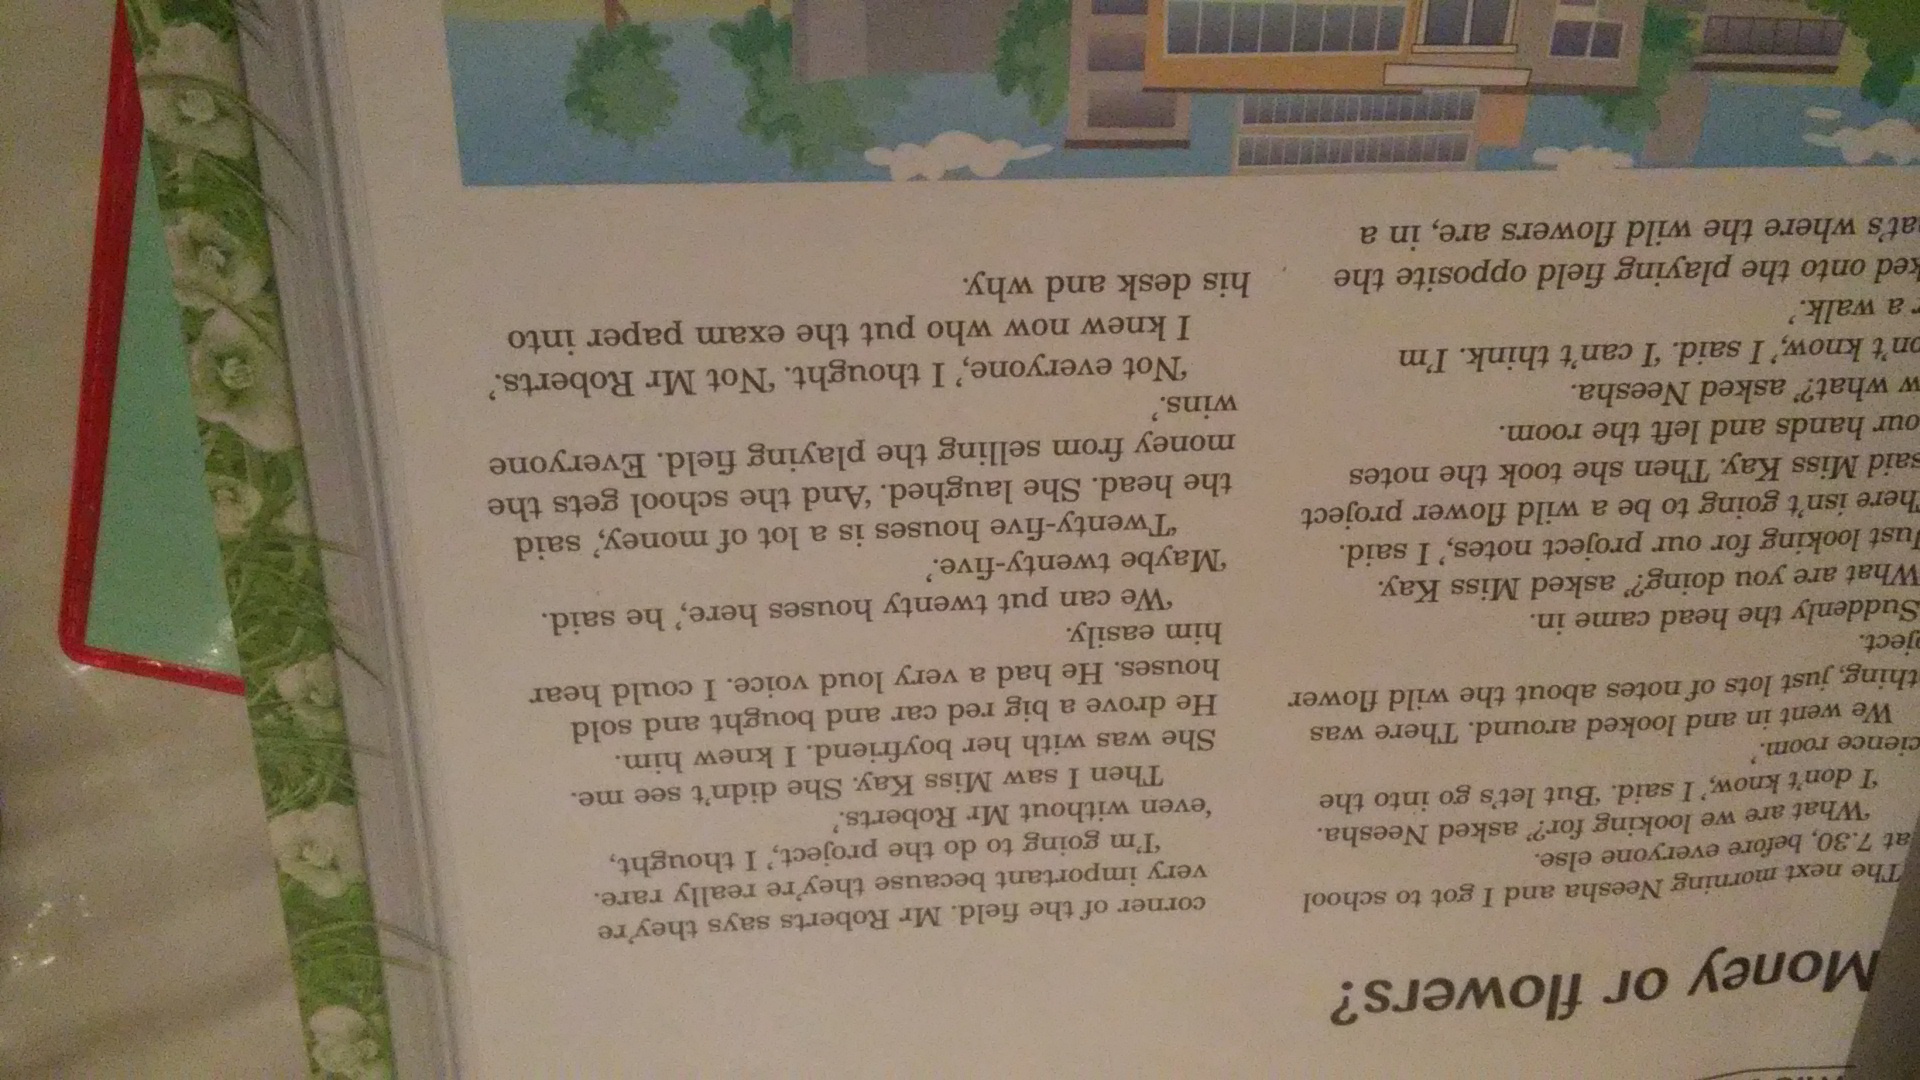 Money or flowers?
The next morning Neesha and I got to school
at 7.30, before everyone else.
'What are we looking for?' asked Neesha.
'I don't know,' I said. 'But let's go into the
cience room.'
We went in and looked around. There was
thing, just lots of notes about the wild flower
ject.
Suddenly the head came in.
What are you doing?' asked Miss Kay.
Just looking for our project notes,' I said.
here isn't going to be a wild flower project
said Miss Kay. Then she took the notes
our hands and left the room.
w what?' asked Neesha.
on't know,' I said. 'I can't think. I'm
r a walk.'
ked onto the playing field opposite the
at's where the wild flowers are, in a
corner of the field. Mr Roberts says they're
very important because they're really rare.
'I'm going to do the project,' I thought,
'even without Mr Roberts.'
Then I saw Miss Kay. She didn't see me.
She was with her boyfriend. I knew him.
He drove a big red car and bought and sold
houses. He had a very loud voice. I could hear
him easily.
'We can put twenty houses here,' he said.
'Maybe twenty-five.'
'Twenty-five houses is a lot of money,' said
the head. She laughed. 'And the school gets the
money from selling the playing field. Everyone
wins.'
'Not everyone,' I thought. 'Not Mr Roberts.'
I knew now who put the exam paper into
his desk and why.